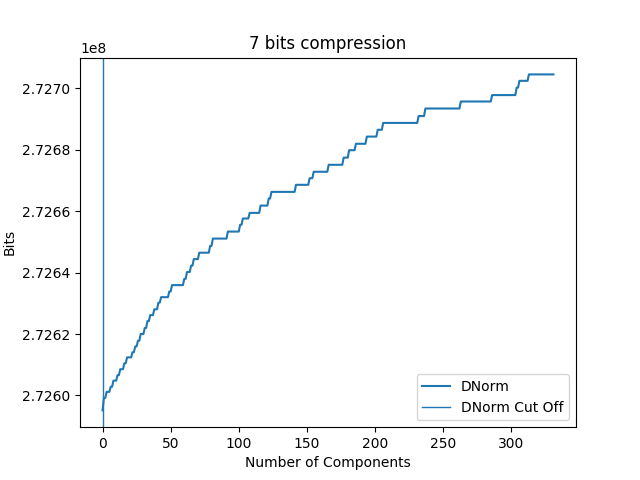 7 bits compression
1e8
2.7270
2.7268
2.7266
2.7264
2.7262
2.7260
Bits
0 50 100 150 200 250 300
Number of Components
DNorm
DNorm Cut Off